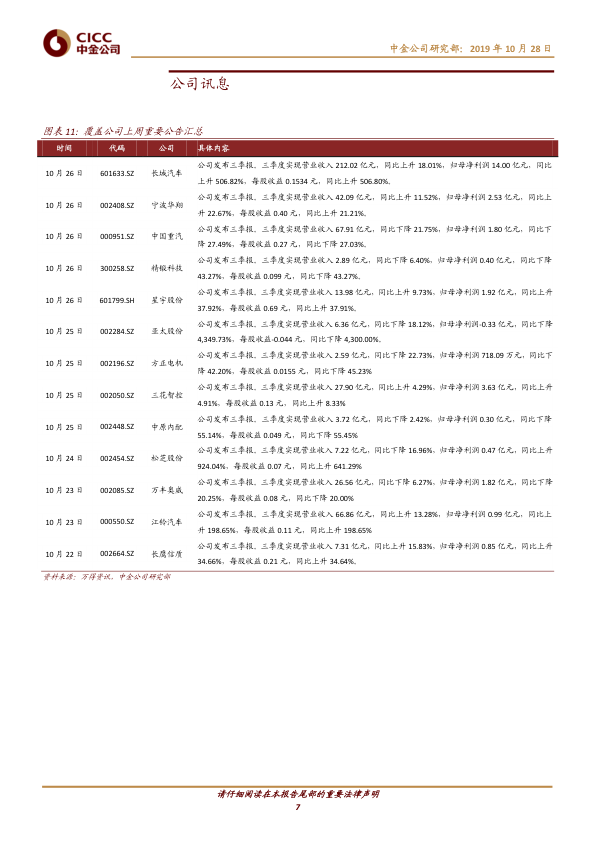 CICC
中金公司
中金公司研究部：2019 年 10 月 28 日
公司讯息
图表 11：覆盖公司上周重要公告汇总
时间 代码 公司 具体内容
10 月 26 日 601633.SZ 长城汽车 公司发布三季报。三季度实现营业收入 212.02 亿元，同比上升 18.01%，归母净利润 14.00 亿元，同比
上升 506.82%，每股收益 0.1534 元，同比上升 506.80%。
10 月 26 日 002408.SZ 宁波华翔 公司发布三季报。三季度实现营业收入 42.09 亿元，同比上升 11.52%，归母净利润 2.53 亿元，同比上
升 22.67%，每股收益 0.40 元，同比上升 21.21%。
10 月 26 日 000951.SZ 中国重汽 公司发布三季报。三季度实现营业收入 67.91 亿元，同比下降 21.75%，归母净利润 1.80 亿元，同比下
降 27.49%，每股收益 0.27 元，同比下降 27.03%。
10 月 26 日 300258.SZ 精锻科技 公司发布三季报。三季度实现营业收入 2.89 亿元，同比下降 6.40%，归母净利润 0.40 亿元，同比下降
43.27%，每股收益 0.099 元，同比下降 43.27%。
10 月 26 日 601799.SH 星宇股份 公司发布三季报。三季度实现营业收入 13.98 亿元，同比上升 9.73%，归母净利润 1.92 亿元，同比上升
37.92%，每股收益 0.69 元，同比上升 37.91%。
10 月 25 日 002284.SZ 亚太股份 公司发布三季报。三季度实现营业收入 6.36 亿元，同比下降 18.12%，归母净利润-0.33 亿元，同比下降
4,349.73%，每股收益-0.044 元，同比下降 4,300.00%。
10 月 25 日 002196.SZ 方正电机 公司发布三季报。三季度实现营业收入 2.59 亿元，同比下降 22.73%，归母净利润 718.09 万元，同比下
降 42.20%，每股收益 0.0155 元，同比下降 45.23%
10 月 25 日 002050.SZ 三花智控 公司发布三季报。三季度实现营业收入 27.90 亿元，同比上升 4.29%，归母净利润 3.63 亿元，同比上升
4.91%，每股收益 0.13 元，同比上升 8.33%
10 月 25 日 002448.SZ 中原内配 公司发布三季报。三季度实现营业收入 3.72 亿元，同比下降 2.42%，归母净利润 0.30 亿元，同比下降
55.14%，每股收益 0.049 元，同比下降 55.45%
10 月 24 日 002454.SZ 松芝股份 公司发布三季报。三季度实现营业收入 7.22 亿元，同比下降 16.96%，归母净利润 0.47 亿元，同比上升
924.04%，每股收益 0.07 元，同比上升 641.29%
10 月 23 日 002085.SZ 万丰奥威 公司发布三季报。三季度实现营业收入 26.56 亿元，同比下降 6.27%，归母净利润 1.82 亿元，同比下降
20.25%，每股收益 0.08 元，同比下降 20.00%
10 月 23 日 000550.SZ 江铃汽车 公司发布三季报。三季度实现营业收入 66.86 亿元，同比上升 13.28%，归母净利润 0.99 亿元，同比上
升 198.65%，每股收益 0.11 元，同比上升 198.65%
10 月 22 日 002664.SZ 长鹰信质 公司发布三季报。三季度实现营业收入 7.31 亿元，同比上升 15.83%，归母净利润 0.85 亿元，同比上升
34.66%，每股收益 0.21 元，同比上升 34.64%。
资料来源：万得资讯，中金公司研究部
请仔细阅读在本报告尾部的重要法律声明
7